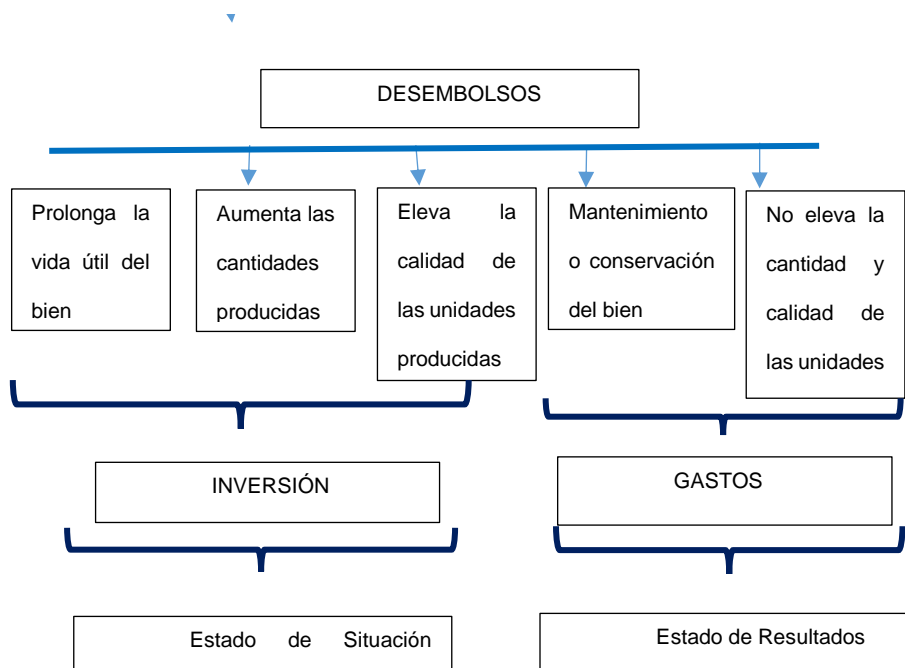 DESEMBOLSOS
Prolonga la
vida útil del
bien
Aumenta las
cantidades
producidas
Eleva la
calidad de
las unidades
producidas
Mantenimiento
o conservación
del bien
No eleva la
cantidad y
calidad de
las unidades
INVERSIÓN
GASTOS
Estado de Situación
Estado de Resultados